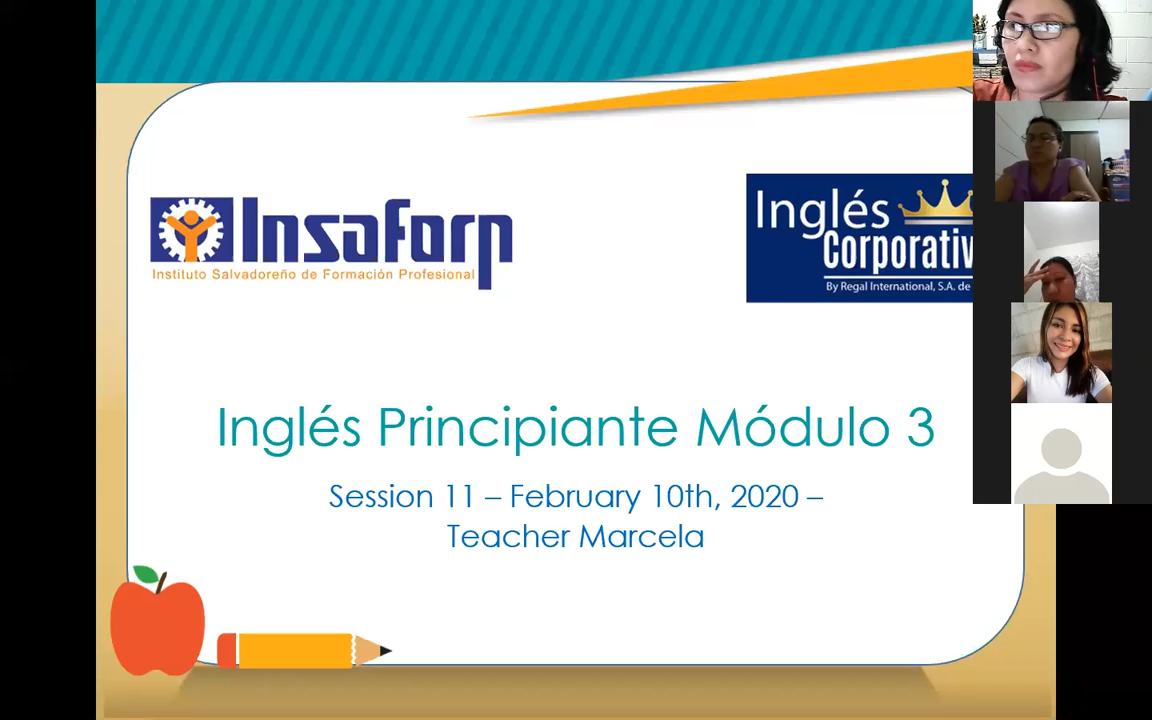 Insaforp
Instituto Salvadoreño de Formación Profesional
Inglés
Corporativ
By Regal International, S.A. de
Inglés Principiante Módulo 3
Session 11 – February 10th, 2020 –
Teacher Marcela